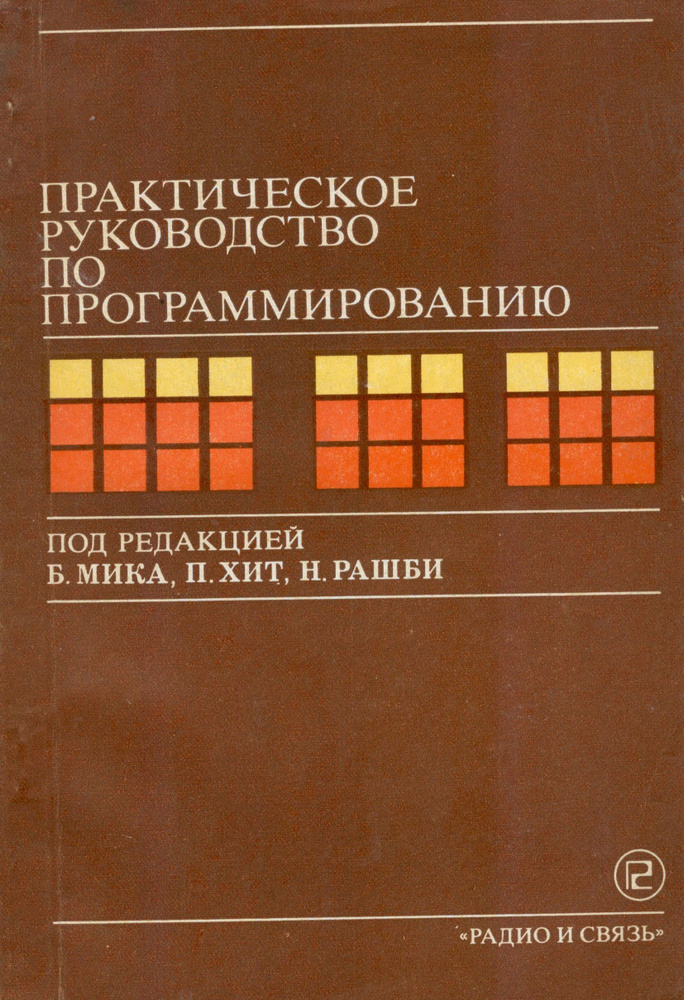 ПРАКТИЧЕСКОЕ
РУКОВОДСТВО
ПО
ПРОГРАММИРОВАНИЮ
ПОД РЕДАКЦИЕЙ
Б. МИКА, П. ХИТ, Н. РАШБИ
«РАДИО И СВЯЗЬ»